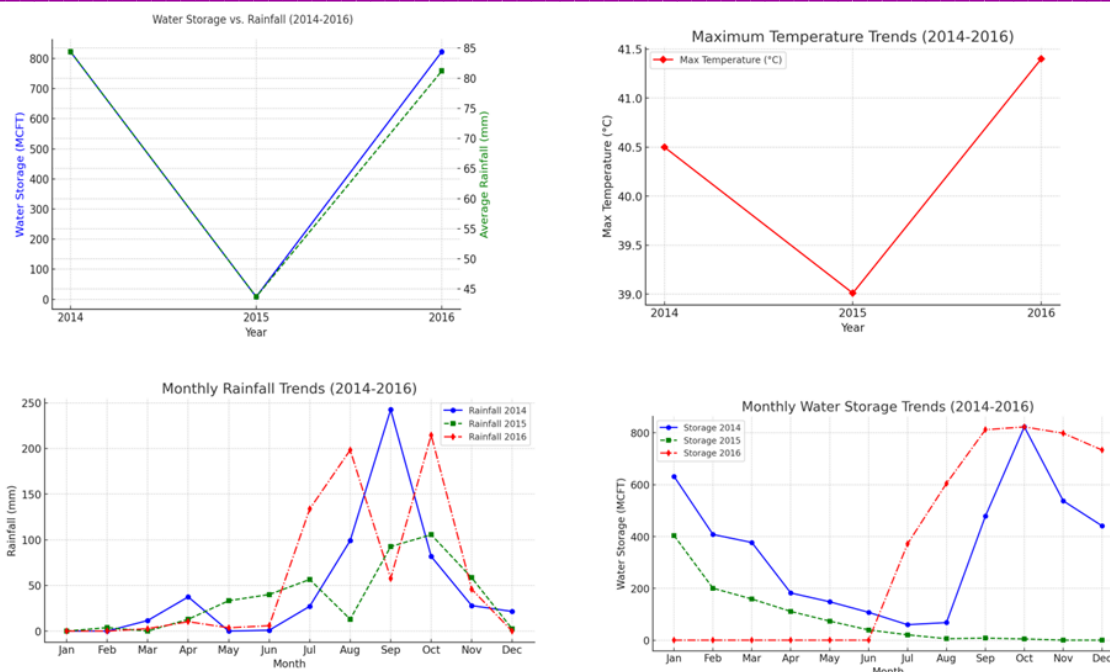 Water Storage vs. Rainfall (2014-2016)
Water Storage (MCFT)
800
700
600
500
400
300
200
100
0
85
80
75
70
65
60
55
50
45
Average Rainfall (mm)
2014 2015 2016
Year
Maximum Temperature Trends (2014-2016)
Max Temperature (°C)
Max Temperature (°C)
41.5
41.0
40.5
40.0
39.5
39.0
2014 2015 2016
Year
Monthly Rainfall Trends (2014-2016)
Rainfall 2014
Rainfall 2015
Rainfall 2016
Rainfall (mm)
250
200
150
100
50
0
Jan Feb Mar Apr May Jun Jul Aug Sep Oct Nov Dec
Month
Monthly Water Storage Trends (2014-2016)
Storage 2014
Storage 2015
Storage 2016
Water Storage (MCFT)
800
600
400
200
0
Jan Feb Mar Apr May Jun Jul Aug Sep Oct Nov Dec
Month